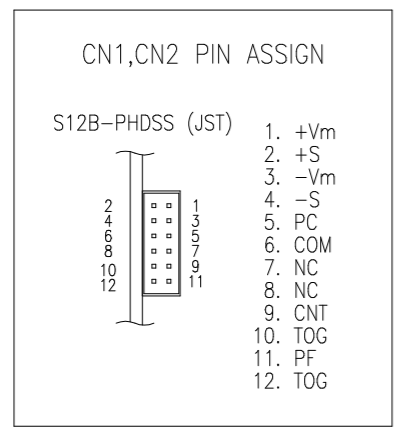 CN1,CN2 PIN ASSIGN
S12B-PHDSS (JST)
2 1
4 3
6 5
8 7
10 9
12 11
1. +Vm
2. +S
3. -Vm
4. -S
5. PC
6. COM
7. NC
8. NC
9. CNT
10. TOG
11. PF
12. TOG